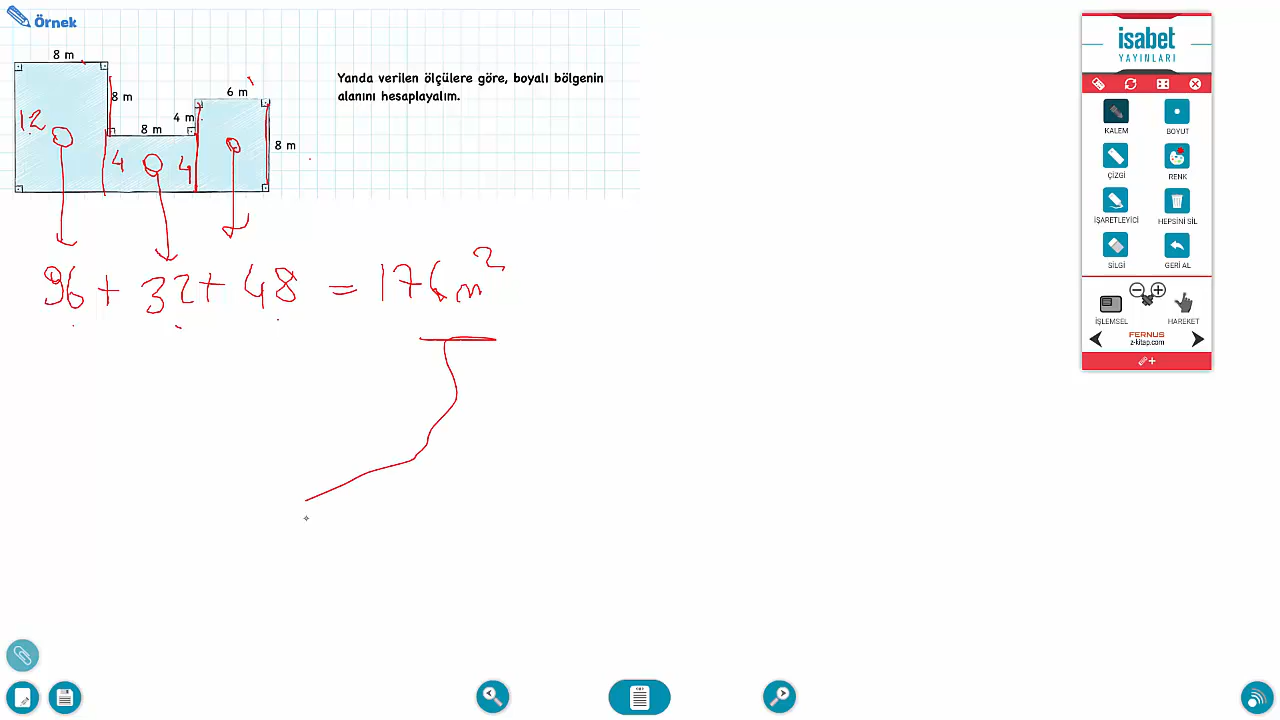 Örnek
8 m
8 m
6 m
4 m
8 m
8 m
12
4
4
Yanda verilen ölçülere göre, boyalı bölgenin
alanını hesaplayalım.
96 + 32 + 48 = 176 m²
isabet
YAYINLARI
KALEM
BOYUT
ÇİZGİ
RENK
İŞARETLEYİCİ
HEPSİNİ SİL
SİLGİ
GERİ AL
İŞLEMSEL
HAREKET
FERNUS
z-kitap.com